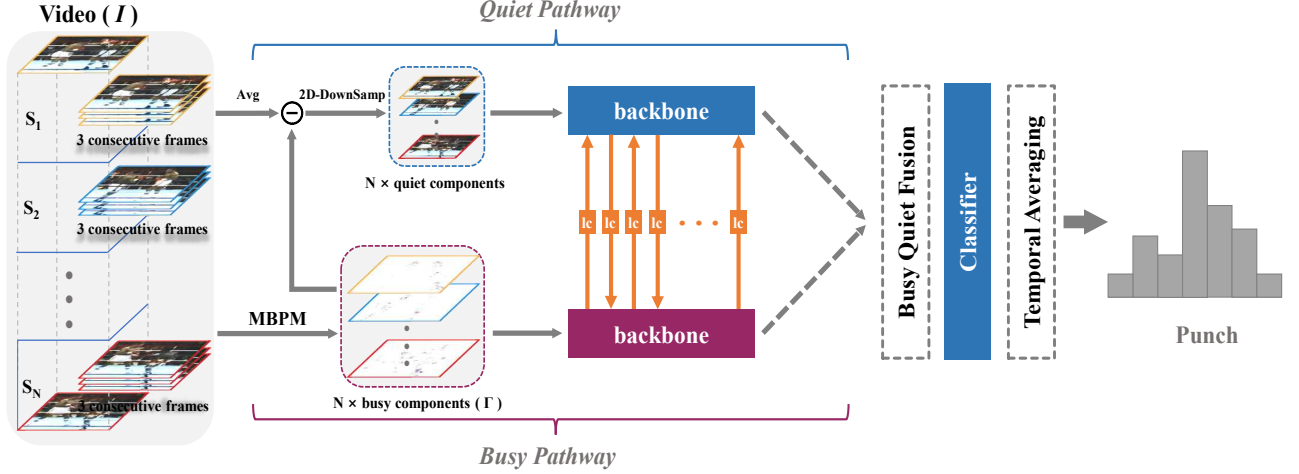 Video ( I )
Quiet Pathway
S1
3 consecutive frames
Avg
−
2D-DownSamp
N × quiet components
backbone
S2
3 consecutive frames
lc
lc
lc
lc
lc
MBPM
N × busy components ( Γ )
backbone
SN
3 consecutive frames
Busy Pathway
Busy Quiet Fusion
Classifier
Temporal Averaging
Punch